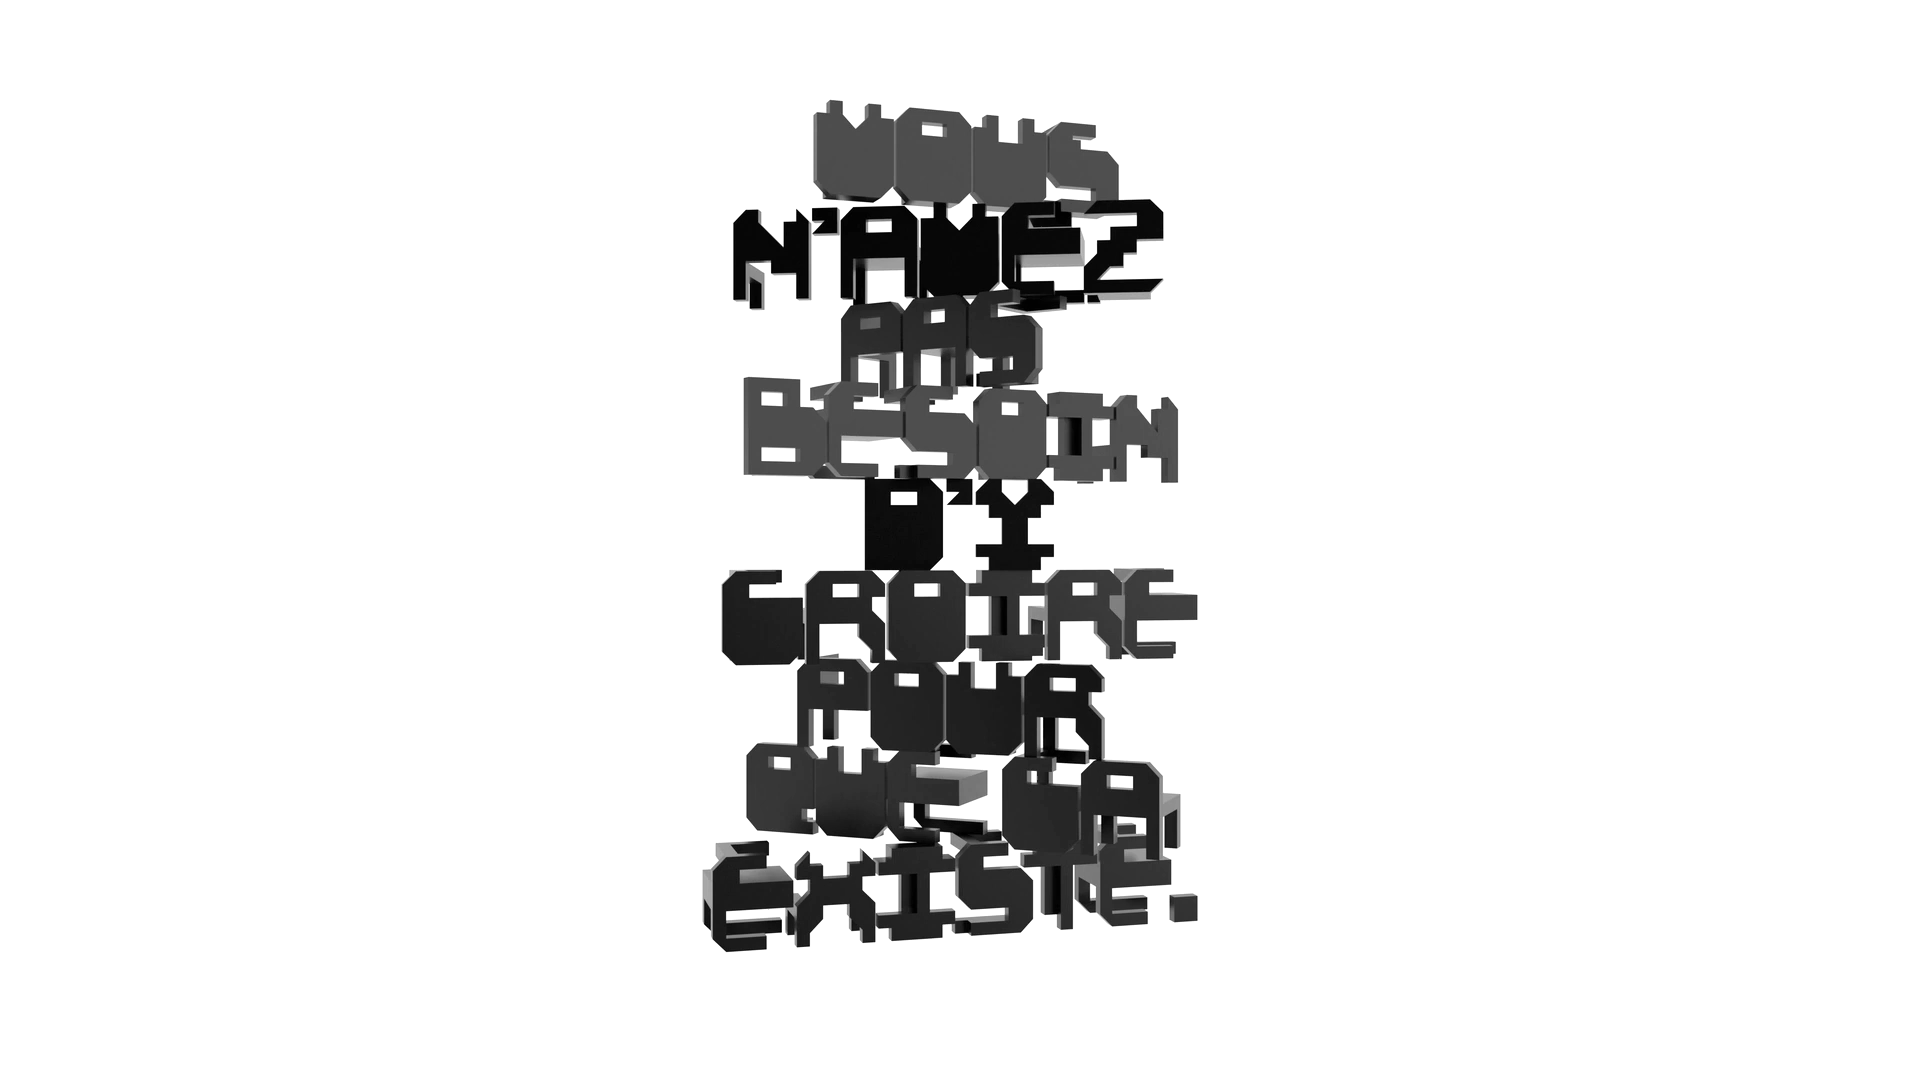 VOUS
N'AVEZ
PAS
BESOIN
D'Y
CROIRE
POUR
QUE ÇA
EXISTE.